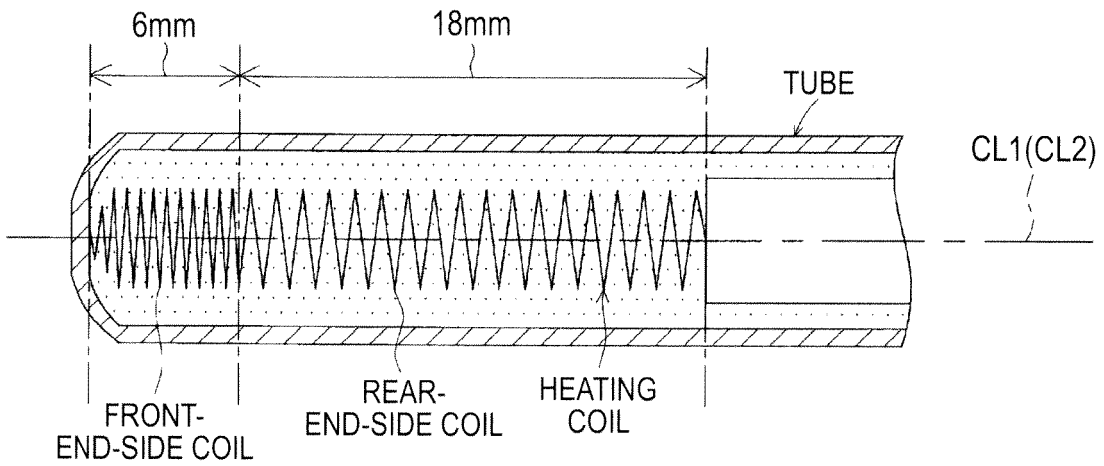 6mm
18mm
TUBE
CL1(CL2)
FRONT-
END-SIDE COIL
REAR-
END-SIDE COIL
HEATING
COIL